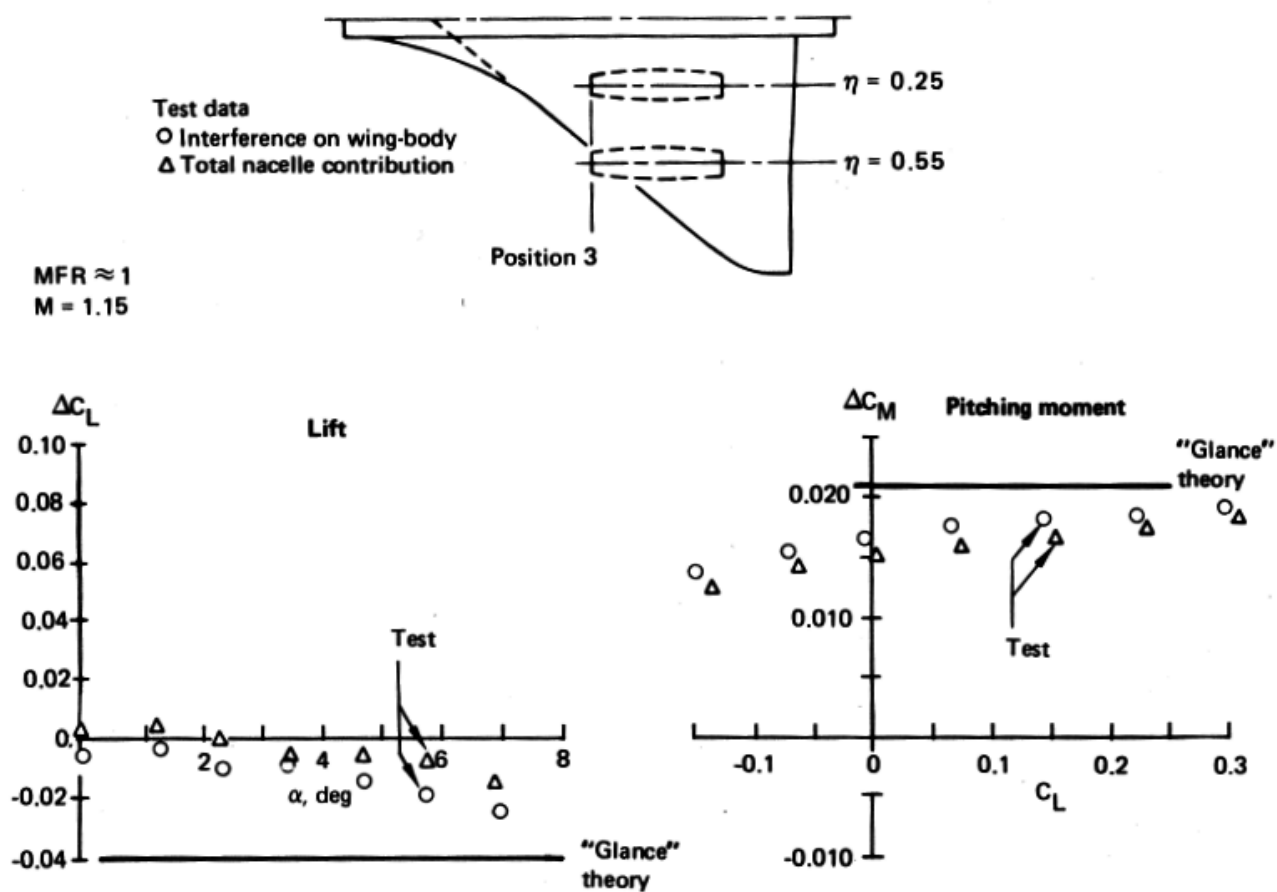 η = 0.25
Test data
○ Interference on wing-body
△ Total nacelle contribution
η = 0.55
Position 3
MFR ≈ 1
M = 1.15
ΔC_L
Lift
0.10
0.08
0.06
0.04
0.02
0.
-0.02
-0.04
2
4
6
8
α, deg
Test
"Glance"
theory
ΔC_M
Pitching moment
"Glance"
theory
0.020
0.010
-0.010
Test
-0.1
0
0.1
0.2
0.3
C_L